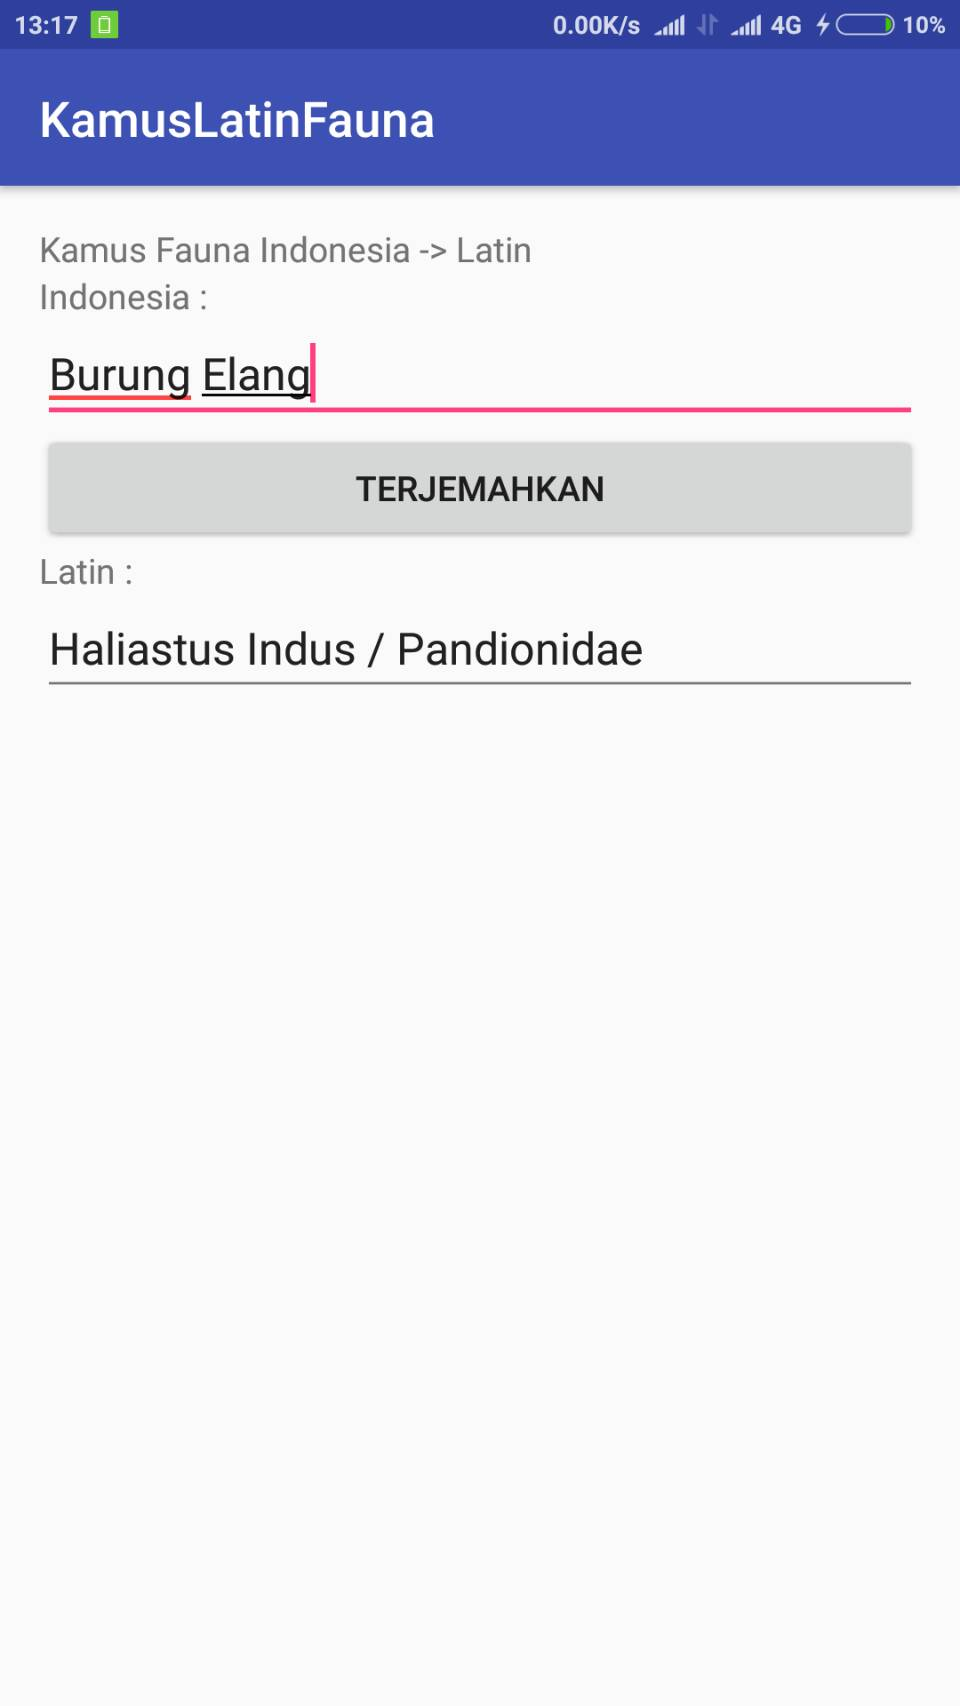 13:17 0.00K/s 4G 10%
KamusLatinFauna
Kamus Fauna Indonesia -> Latin
Indonesia :
Burung Elang
TERJEMAHKAN
Latin :
Haliastus Indus / Pandionidae